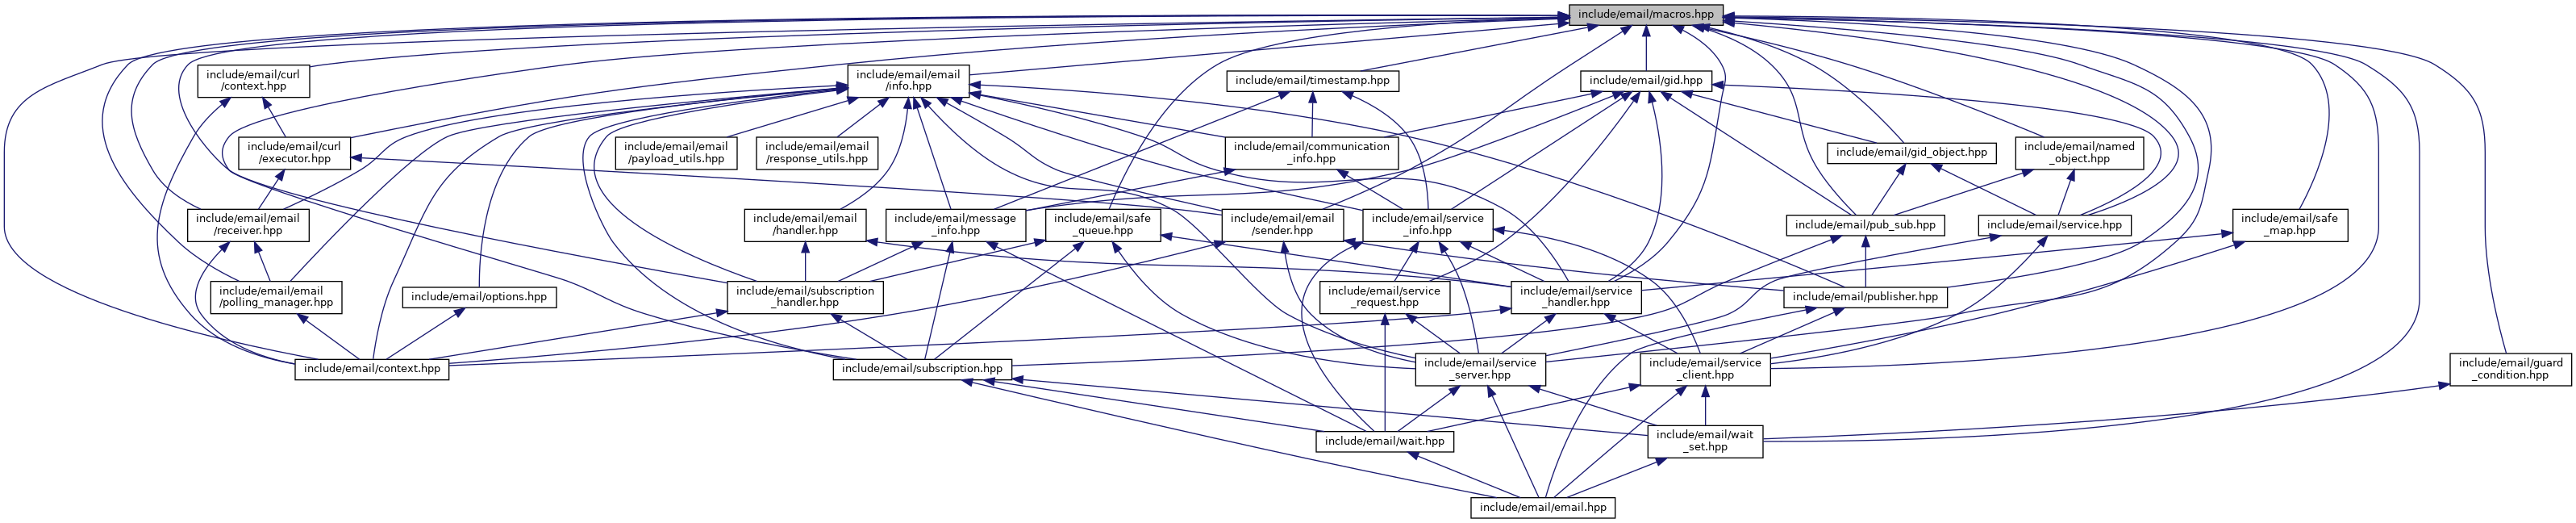 include/email/macros.hpp
include/email/curl
/context.hpp
include/email/email
/info.hpp
include/email/timestamp.hpp
include/email/gid.hpp
include/email/curl
/executor.hpp
include/email/email
/payload_utils.hpp
include/email/email
/response_utils.hpp
include/email/communication
_info.hpp
include/email/gid_object.hpp
include/email/named
_object.hpp
include/email/email
/receiver.hpp
include/email/email
/handler.hpp
include/email/message
_info.hpp
include/email/safe
_queue.hpp
include/email/email
/sender.hpp
include/email/service
_info.hpp
include/email/pub_sub.hpp
include/email/service.hpp
include/email/safe
_map.hpp
include/email/email
/polling_manager.hpp
include/email/options.hpp
include/email/subscription
_handler.hpp
include/email/service
_request.hpp
include/email/service
_handler.hpp
include/email/publisher.hpp
include/email/context.hpp
include/email/subscription.hpp
include/email/service
_server.hpp
include/email/service
_client.hpp
include/email/guard
_condition.hpp
include/email/wait.hpp
include/email/wait
_set.hpp
include/email/email.hpp